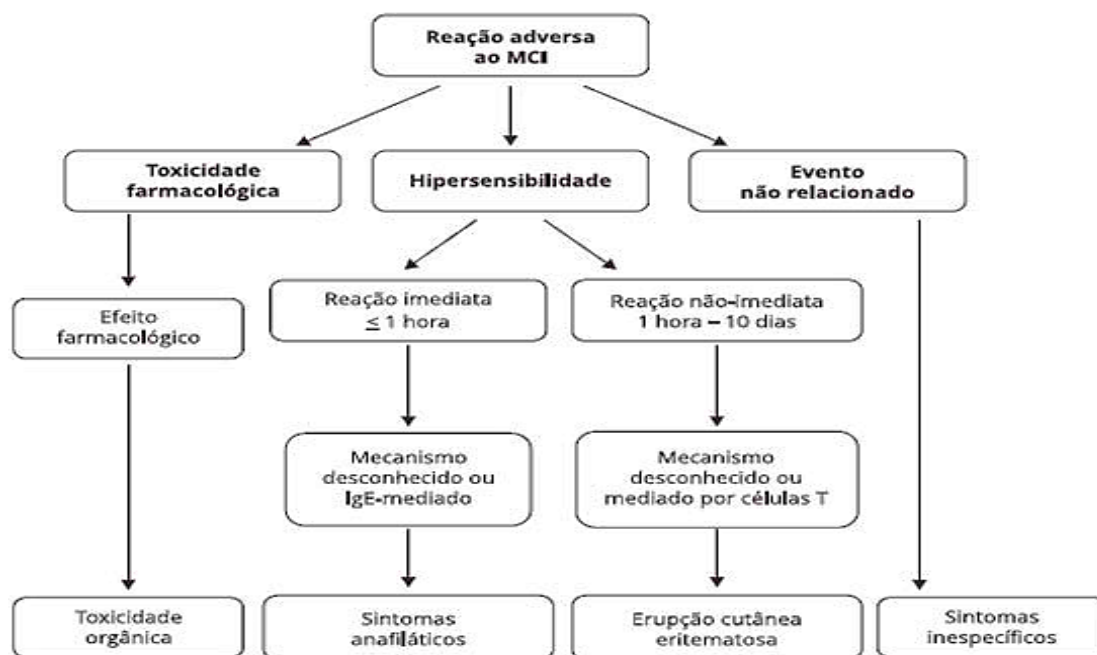 Reação adversa
ao MCI
Toxicidade
farmacológica
Hipersensibilidade
Evento
não relacionado
Efeito
farmacológico
Reação imediata
≤ 1 hora
Reação não-imediata
1 hora – 10 dias
Mecanismo
desconhecido ou
IgE-mediado
Mecanismo
desconhecido ou
mediado por células T
Toxicidade
orgânica
Sintomas
anafiláticos
Erupção cutânea
eritematosa
Sintomas
inespecíficos